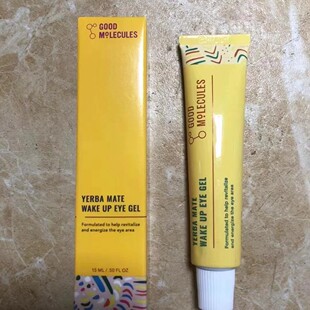 GOOD
MOLECULES
YERBA MATE
WAKE UP EYE GEL
Formulated to help revitalize
and energize the eye area
15 ML / .50 FL OZ
GOOD
MOLECULES
YERBA MATE
WAKE UP EYE GEL
Formulated to help revitalize
and energize the eye area